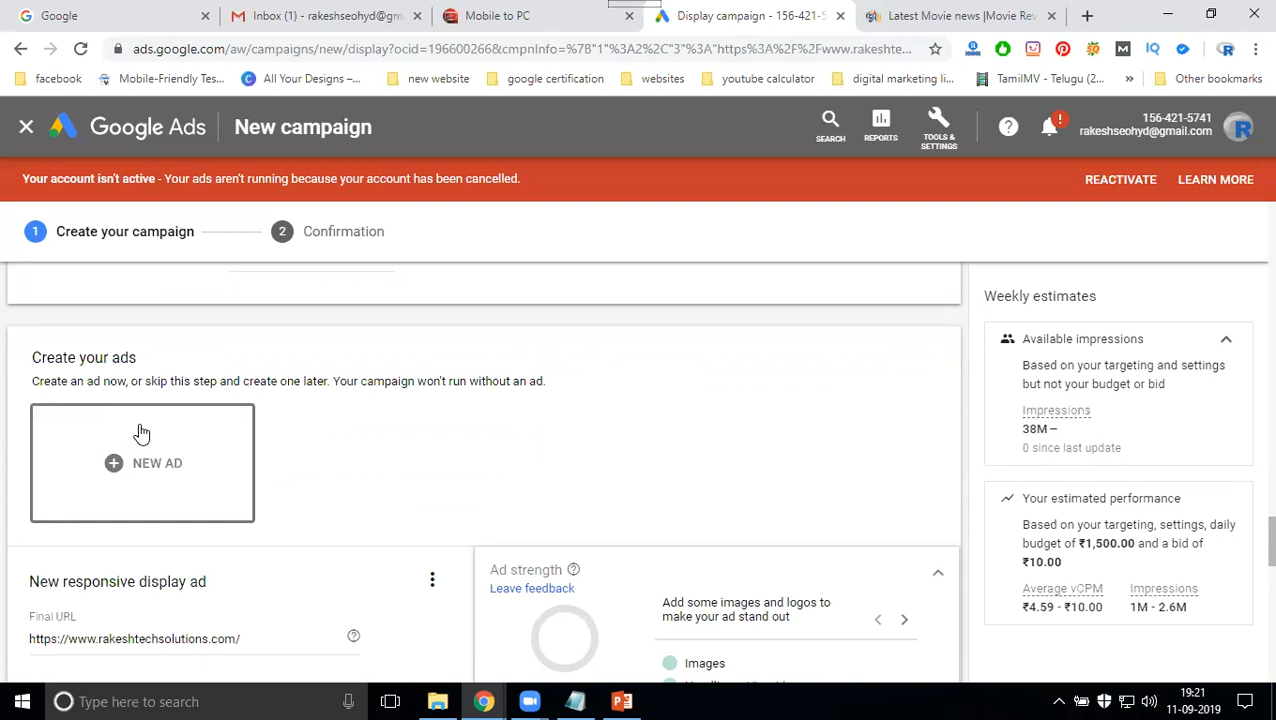 Google
Inbox (1) - rakeshseohyd@gm
Mobile to PC
Display campaign - 156-421-5
Latest Movie news |Movie Rev
ads.google.com/aw/campaigns/new/display?ocid=196600266&cmpnInfo=%7B"1"%3A2%2C"3"%3A"https%3A%2F%2Fwww.rakeshte...
facebook
Mobile-Friendly Tes...
All Your Designs –...
new website
google certification
websites
youtube calculator
digital marketing li...
TamilMV - Telugu (2...
Other bookmarks
Google Ads
New campaign
SEARCH
REPORTS
TOOLS &
SETTINGS
156-421-5741
rakeshseohyd@gmail.com
Your account isn't active - Your ads aren't running because your account has been cancelled.
REACTIVATE
LEARN MORE
1 Create your campaign
2 Confirmation
Create your ads
Create an ad now, or skip this step and create one later. Your campaign won't run without an ad.
NEW AD
New responsive display ad
Final URL
https://www.rakeshtechsolutions.com/
Ad strength
Leave feedback
Add some images and logos to
make your ad stand out
Images
Weekly estimates
Available impressions
Based on your targeting and settings
but not your budget or bid
Impressions
38M –
0 since last update
Your estimated performance
Based on your targeting, settings, daily
budget of ₹1,500.00 and a bid of
₹10.00
Average vCPM
Impressions
₹4.59 - ₹10.00
1M - 2.6M
Type here to search
19:21
11-09-2019